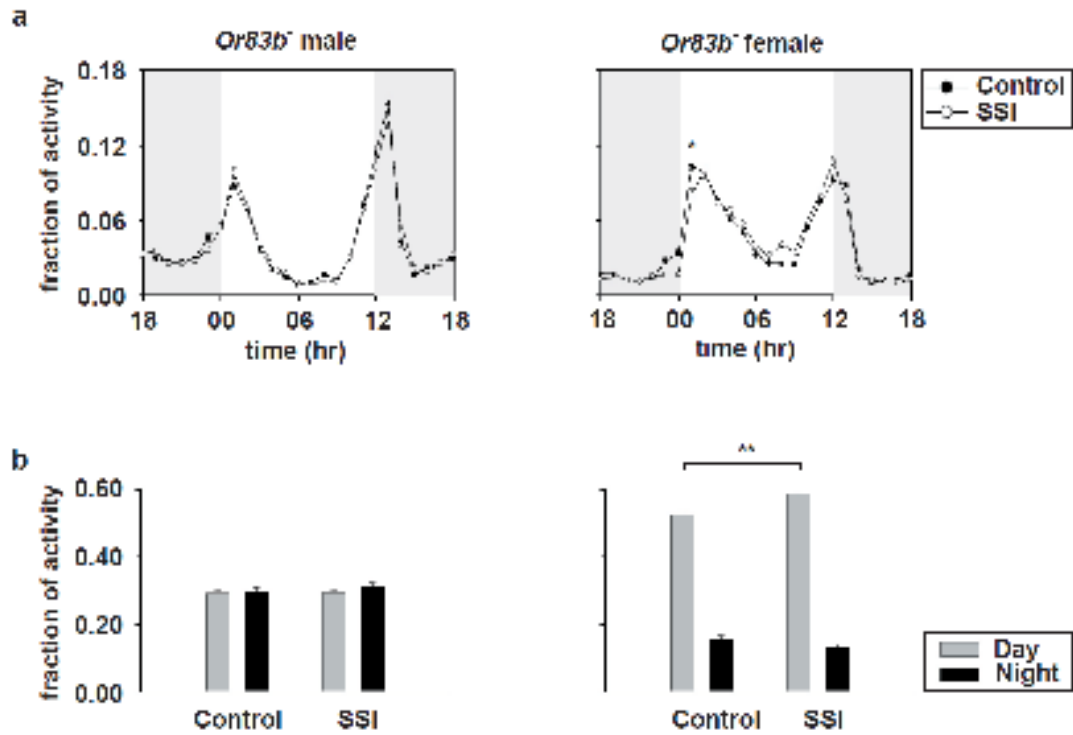 a
Or83b⁻ male
Or83b⁻ female
0.18
0.12
0.06
0.00
fraction of activity
18 00 06 12 18
time (hr)
*
18 00 06 12 18
time (hr)
Control
SSI
b
0.60
0.40
0.20
0.00
fraction of activity
Control SSI
**
Control SSI
Day
Night